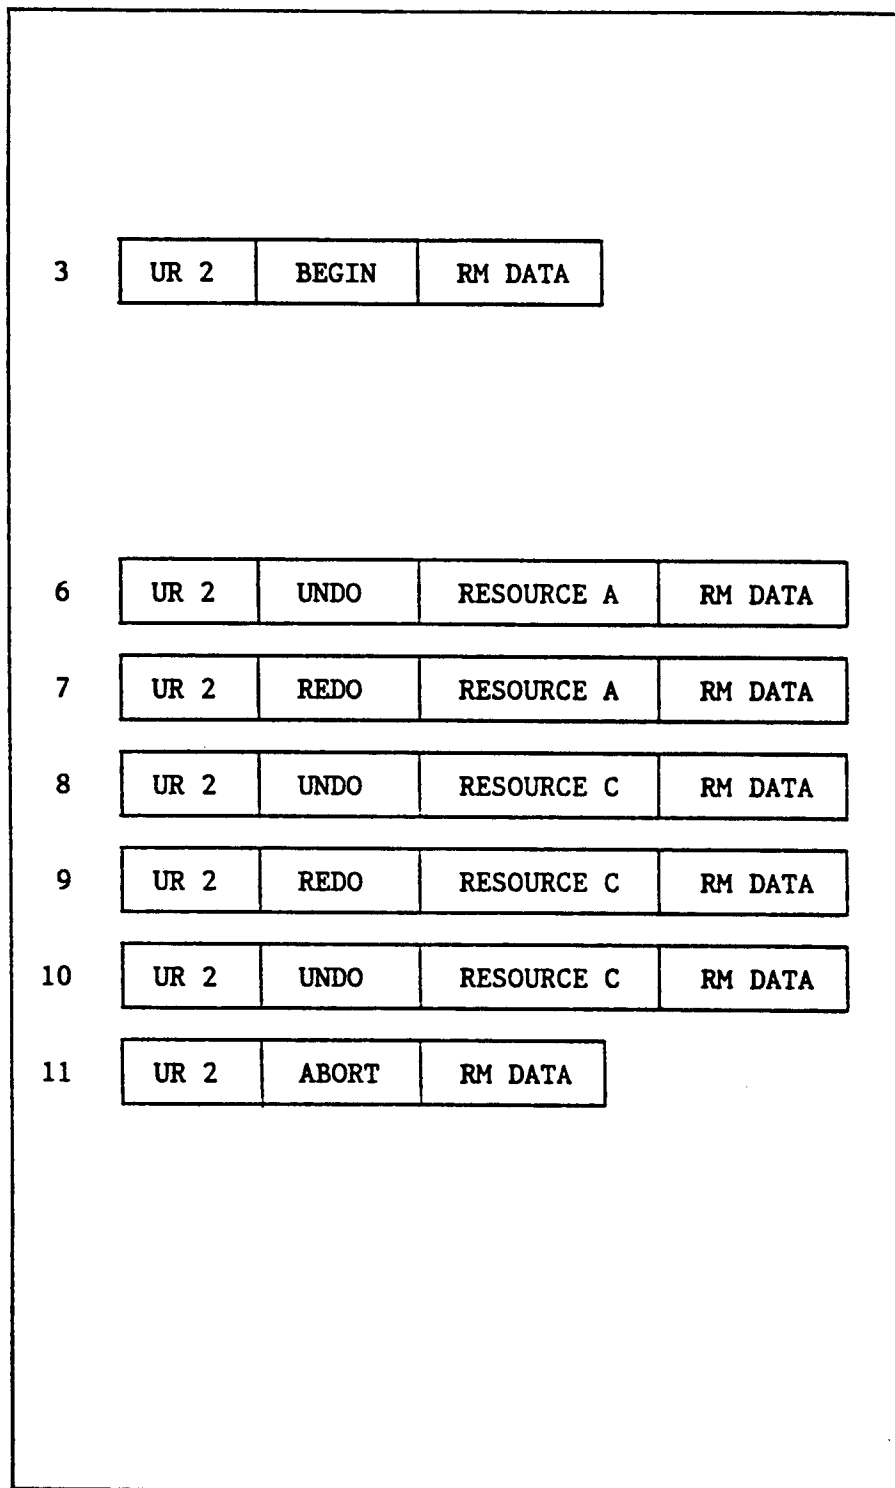 3 UR 2 BEGIN RM DATA
6 UR 2 UNDO RESOURCE A RM DATA
7 UR 2 REDO RESOURCE A RM DATA
8 UR 2 UNDO RESOURCE C RM DATA
9 UR 2 REDO RESOURCE C RM DATA
10 UR 2 UNDO RESOURCE C RM DATA
11 UR 2 ABORT RM DATA